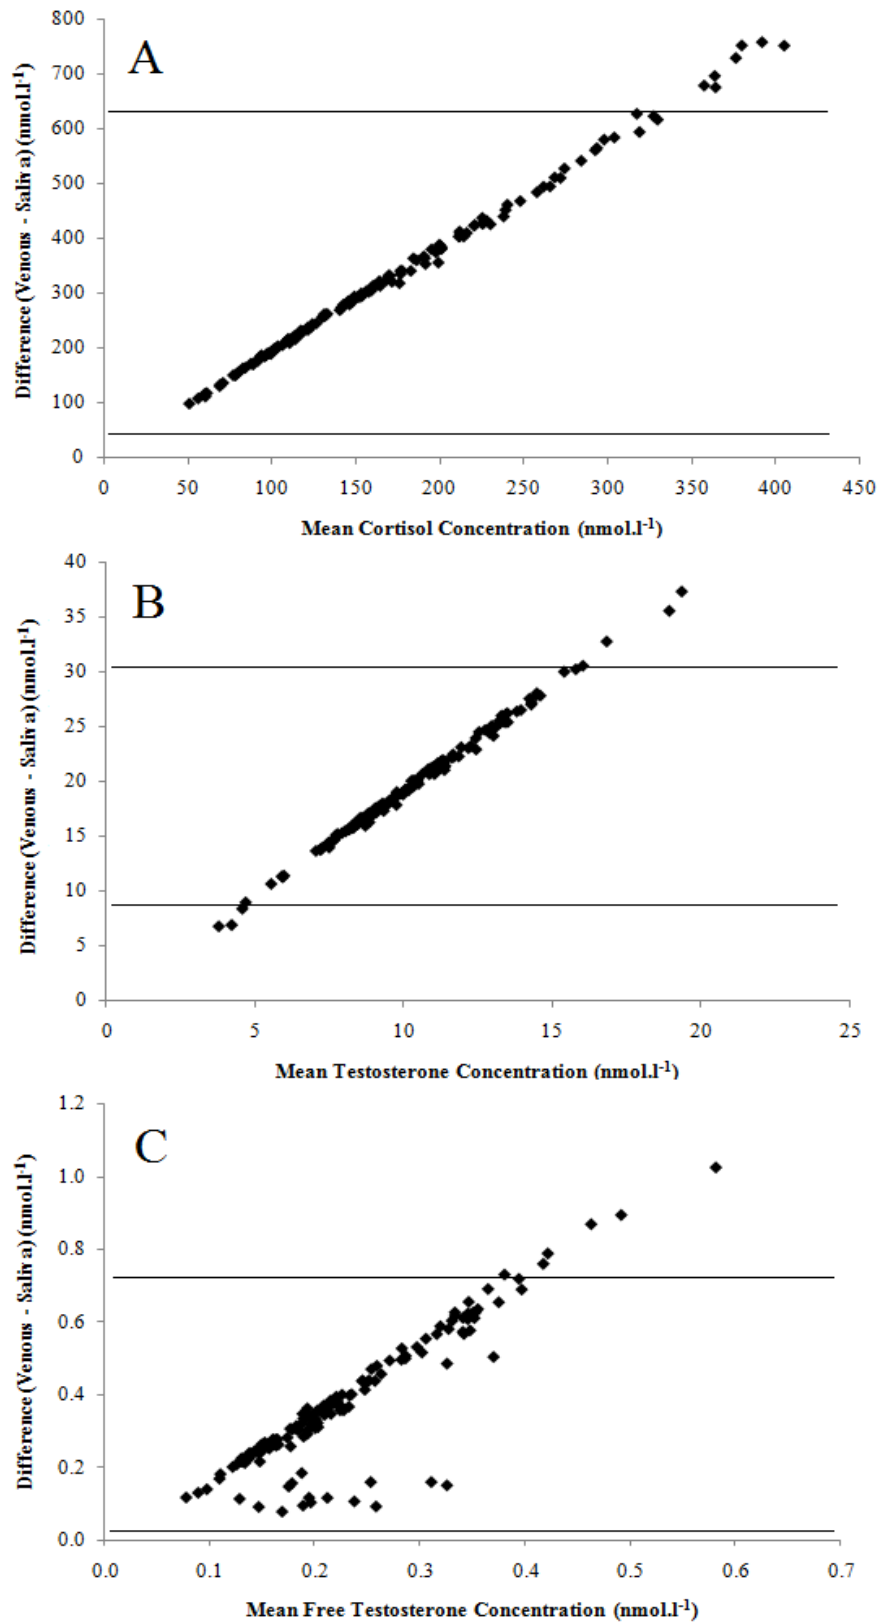 800
A
700
600
500
400
300
200
100
0
Difference (Venous - Saliva) (nmol.l-1)
0 50 100 150 200 250 300 350 400 450
Mean Cortisol Concentration (nmol.l-1)
40
B
35
30
25
20
15
10
5
0
Difference (Venous - Saliva) (nmol.l-1)
0 5 10 15 20 25
Mean Testosterone Concentration (nmol.l-1)
1.2
C
1.0
0.8
0.6
0.4
0.2
0.0
Difference (Venous - Saliva) (nmol.l-1)
0.0 0.1 0.2 0.3 0.4 0.5 0.6 0.7
Mean Free Testosterone Concentration (nmol.l-1)